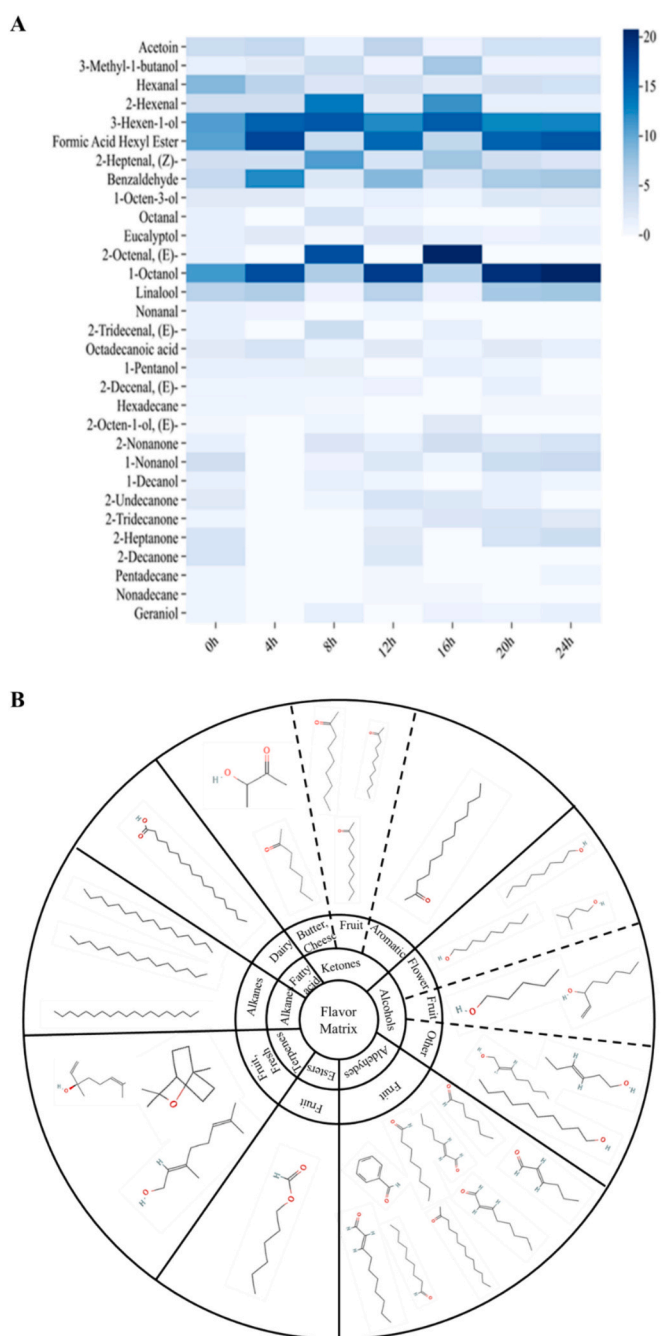 A
Acetoin
3-Methyl-1-butanol
Hexanal
2-Hexenal
3-Hexen-1-ol
Formic Acid Hexyl Ester
2-Heptenal, (Z)-
Benzaldehyde
1-Octen-3-ol
Octanal
Eucalyptol
2-Octenal, (E)-
1-Octanol
Linalool
Nonanal
2-Tridecenal, (E)-
Octadecanoic acid
1-Pentanol
2-Decenal, (E)-
Hexadecane
2-Octen-1-ol, (E)-
2-Nonanone
1-Nonanol
1-Decanol
2-Undecanone
2-Tridecanone
2-Heptanone
2-Decanone
Pentadecane
Nonadecane
Geraniol
0h 4h 8h 12h 16h 20h 24h
20
15
10
5
0
B
Dairy
Butter,
Cheese
Fruit
Aromatic
Flower
Fruit
Other
Fruit
Fruit
Fruit,
Fresh
Alkanes
Fatty
acid
Ketones
Alcohols
Aldehydes
Esters
Terpenes
Alkanes
Flavor
Matrix